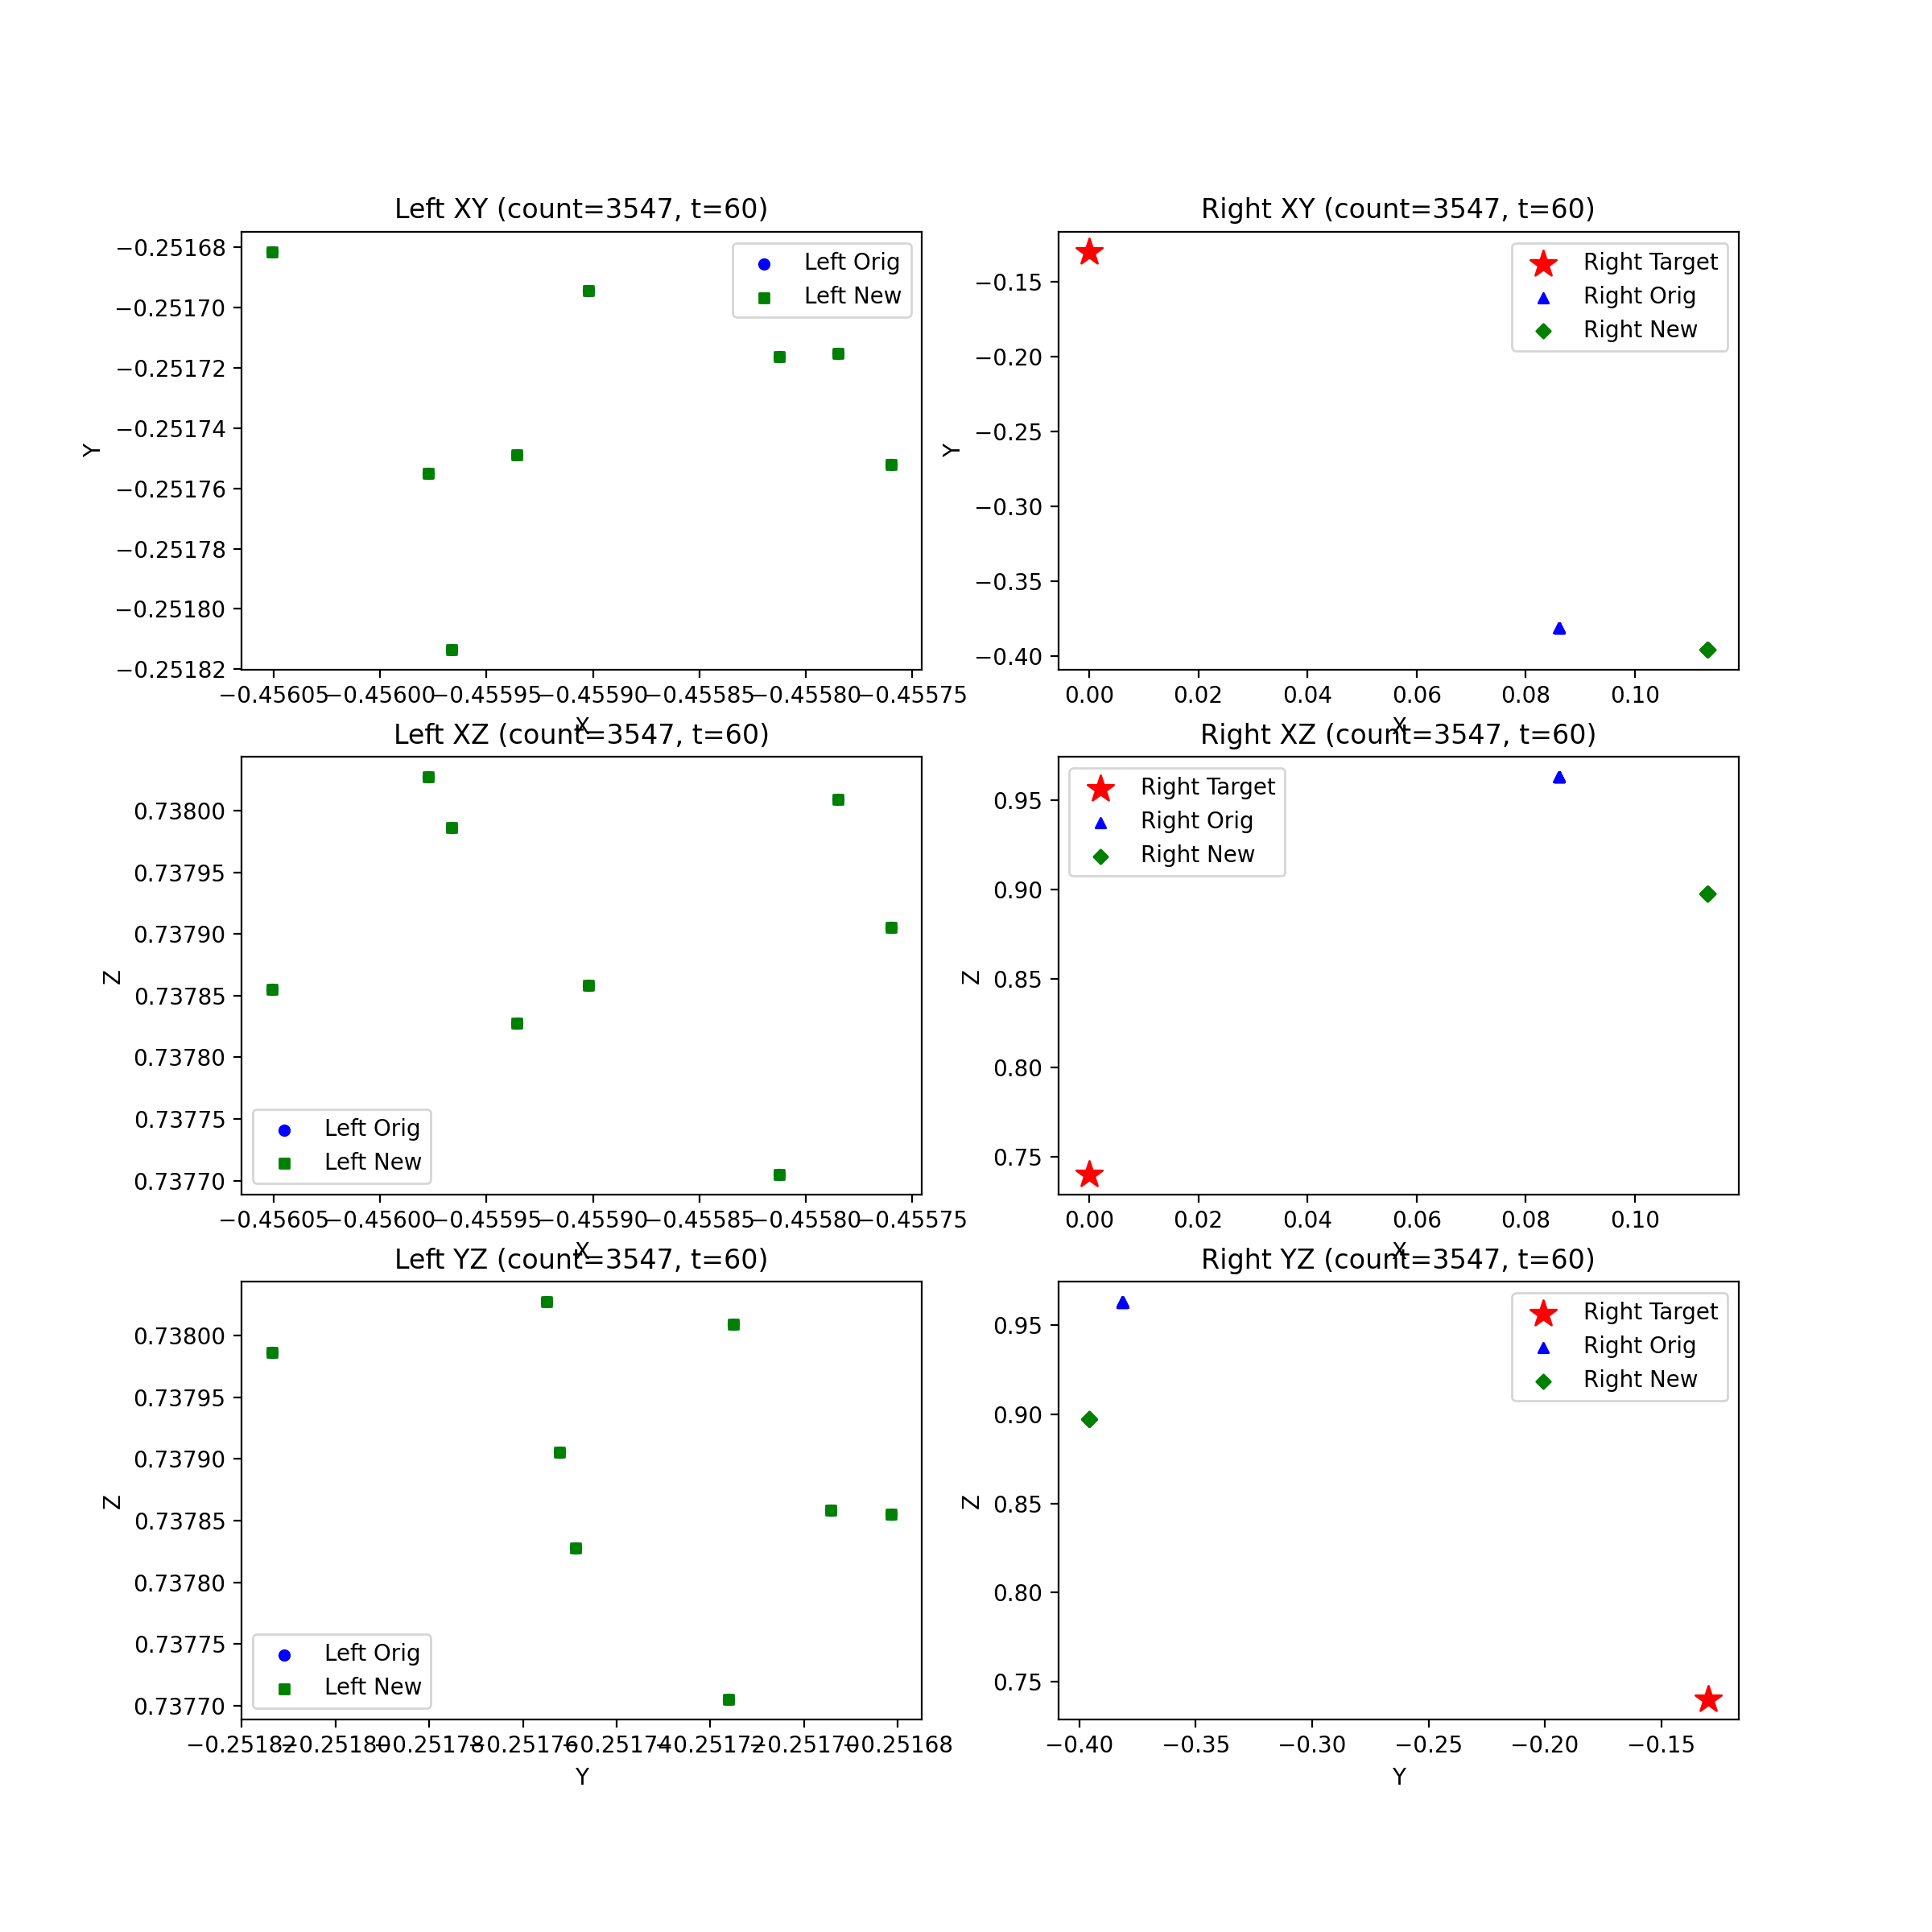 Left XY (count=3547, t=60)
Right XY (count=3547, t=60)
−0.25168
−0.25170
−0.25172
−0.25174
−0.25176
−0.25178
−0.25180
−0.25182
Y
Left Orig
Left New
−0.45605
−0.45600
−0.45595
−0.45590
−0.45585
−0.45580
−0.45575
X
−0.15
−0.20
−0.25
−0.30
−0.35
−0.40
Y
Right Target
Right Orig
Right New
0.00
0.02
0.04
0.06
0.08
0.10
X
Left XZ (count=3547, t=60)
Right XZ (count=3547, t=60)
0.73800
0.73795
0.73790
0.73785
0.73780
0.73775
0.73770
Z
Left Orig
Left New
−0.45605
−0.45600
−0.45595
−0.45590
−0.45585
−0.45580
−0.45575
X
0.95
0.90
0.85
0.80
0.75
Z
Right Target
Right Orig
Right New
0.00
0.02
0.04
0.06
0.08
0.10
X
Left YZ (count=3547, t=60)
Right YZ (count=3547, t=60)
0.73800
0.73795
0.73790
0.73785
0.73780
0.73775
0.73770
Z
Left Orig
Left New
−0.25182
−0.25180
−0.25178
−0.25176
−0.25174
−0.25172
−0.25170
−0.25168
Y
0.95
0.90
0.85
0.80
0.75
Z
Right Target
Right Orig
Right New
−0.40
−0.35
−0.30
−0.25
−0.20
−0.15
Y